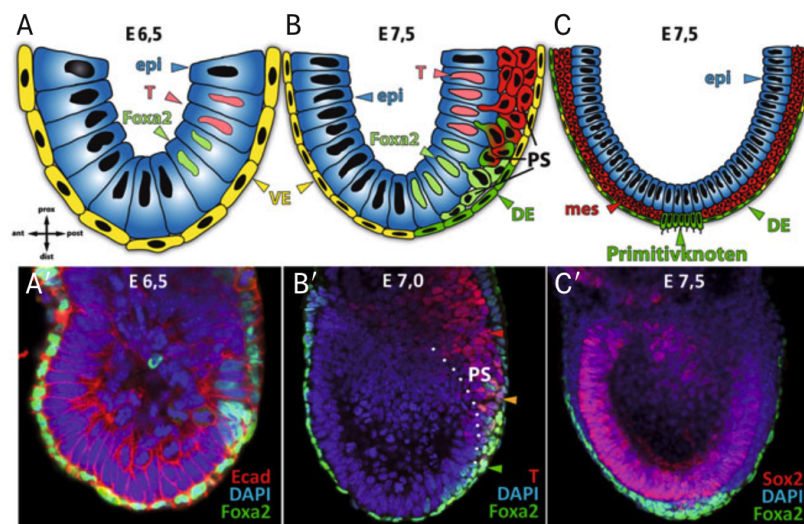 A
E 6,5
epi
T
Foxa2
VE
prox
ant
post
dist
B
E 7,5
T
epi
Foxa2
PS
DE
C
E 7,5
epi
mes
DE
Primitivknoten
A'
E 6,5
Ecad
DAPI
Foxa2
B'
E 7,0
PS
T
DAPI
Foxa2
C'
E 7,5
Sox2
DAPI
Foxa2